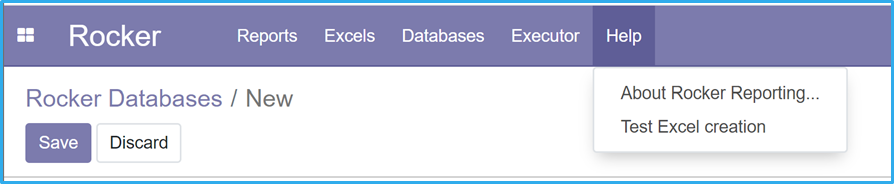 Rocker Reports Excels Databases Executor Help
About Rocker Reporting...
Test Excel creation
Rocker Databases / New
Save Discard